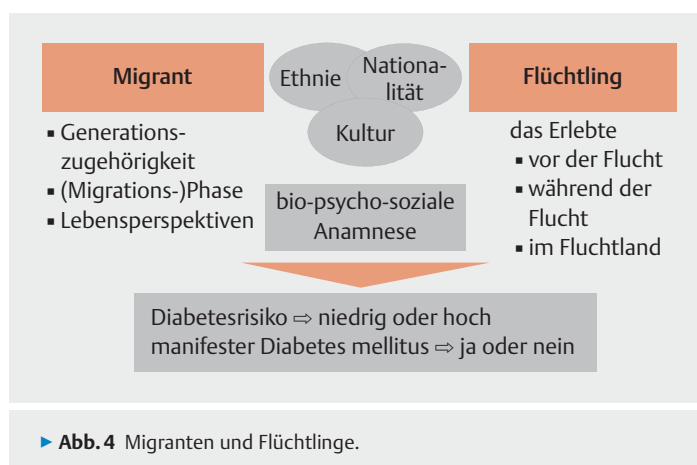 Migrant
▪ Generations-
zugehörigkeit
▪ (Migrations-)Phase
▪ Lebensperspektiven
Ethnie
Nationa-
lität
Kultur
bio-psycho-soziale
Anamnese
Flüchtling
das Erlebte
▪ vor der Flucht
▪ während der
Flucht
▪ im Fluchtland
Diabetesrisiko ⇨ niedrig oder hoch
manifester Diabetes mellitus ⇨ ja oder nein
▶ Abb. 4 Migranten und Flüchtlinge.